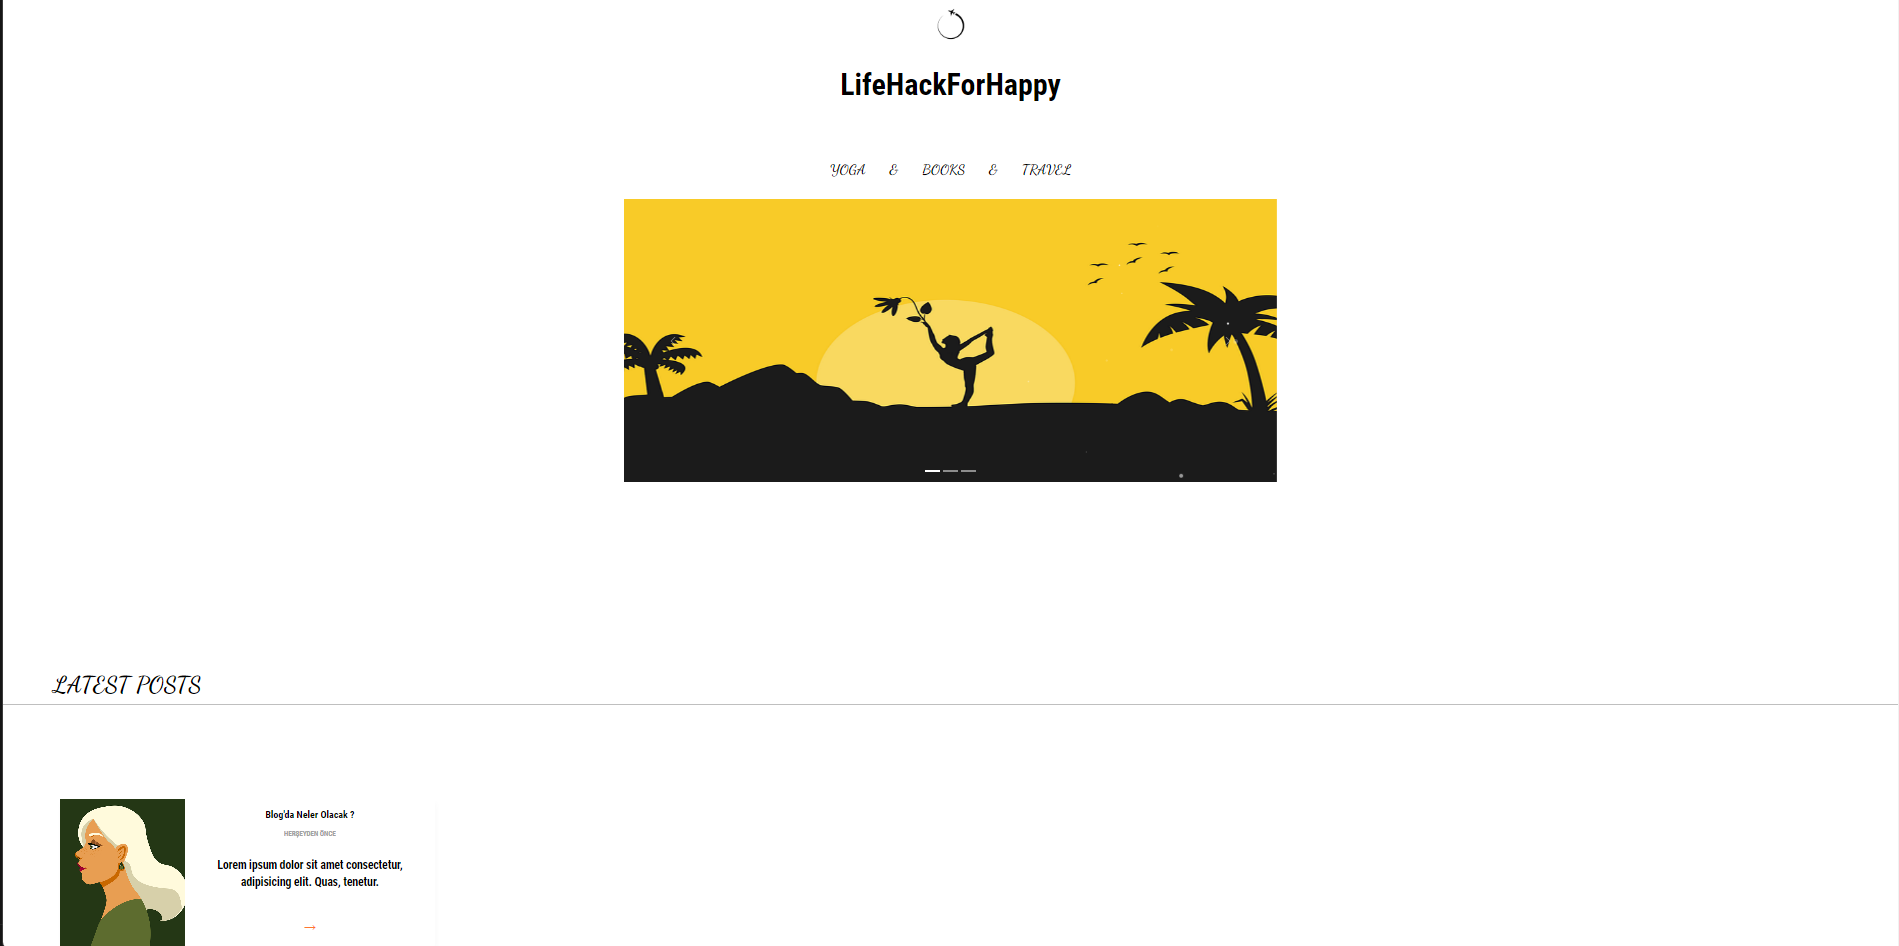 LifeHackForHappy
YOGA & BOOKS & TRAVEL
LATEST POSTS
Blog'da Neler Olacak ?
HERŞEYDEN ÖNCE
Lorem ipsum dolor sit amet consectetur,
adipisicing elit. Quas, tenetur.
→